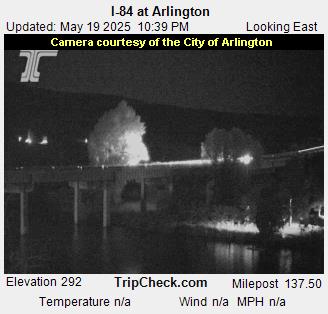 I-84 at Arlington
Updated: May 19 2025 10:39 PM Looking East
Camera courtesy of the City of Arlington
Elevation 292 TripCheck.com Milepost 137.50
Temperature n/a Wind n/a MPH n/a